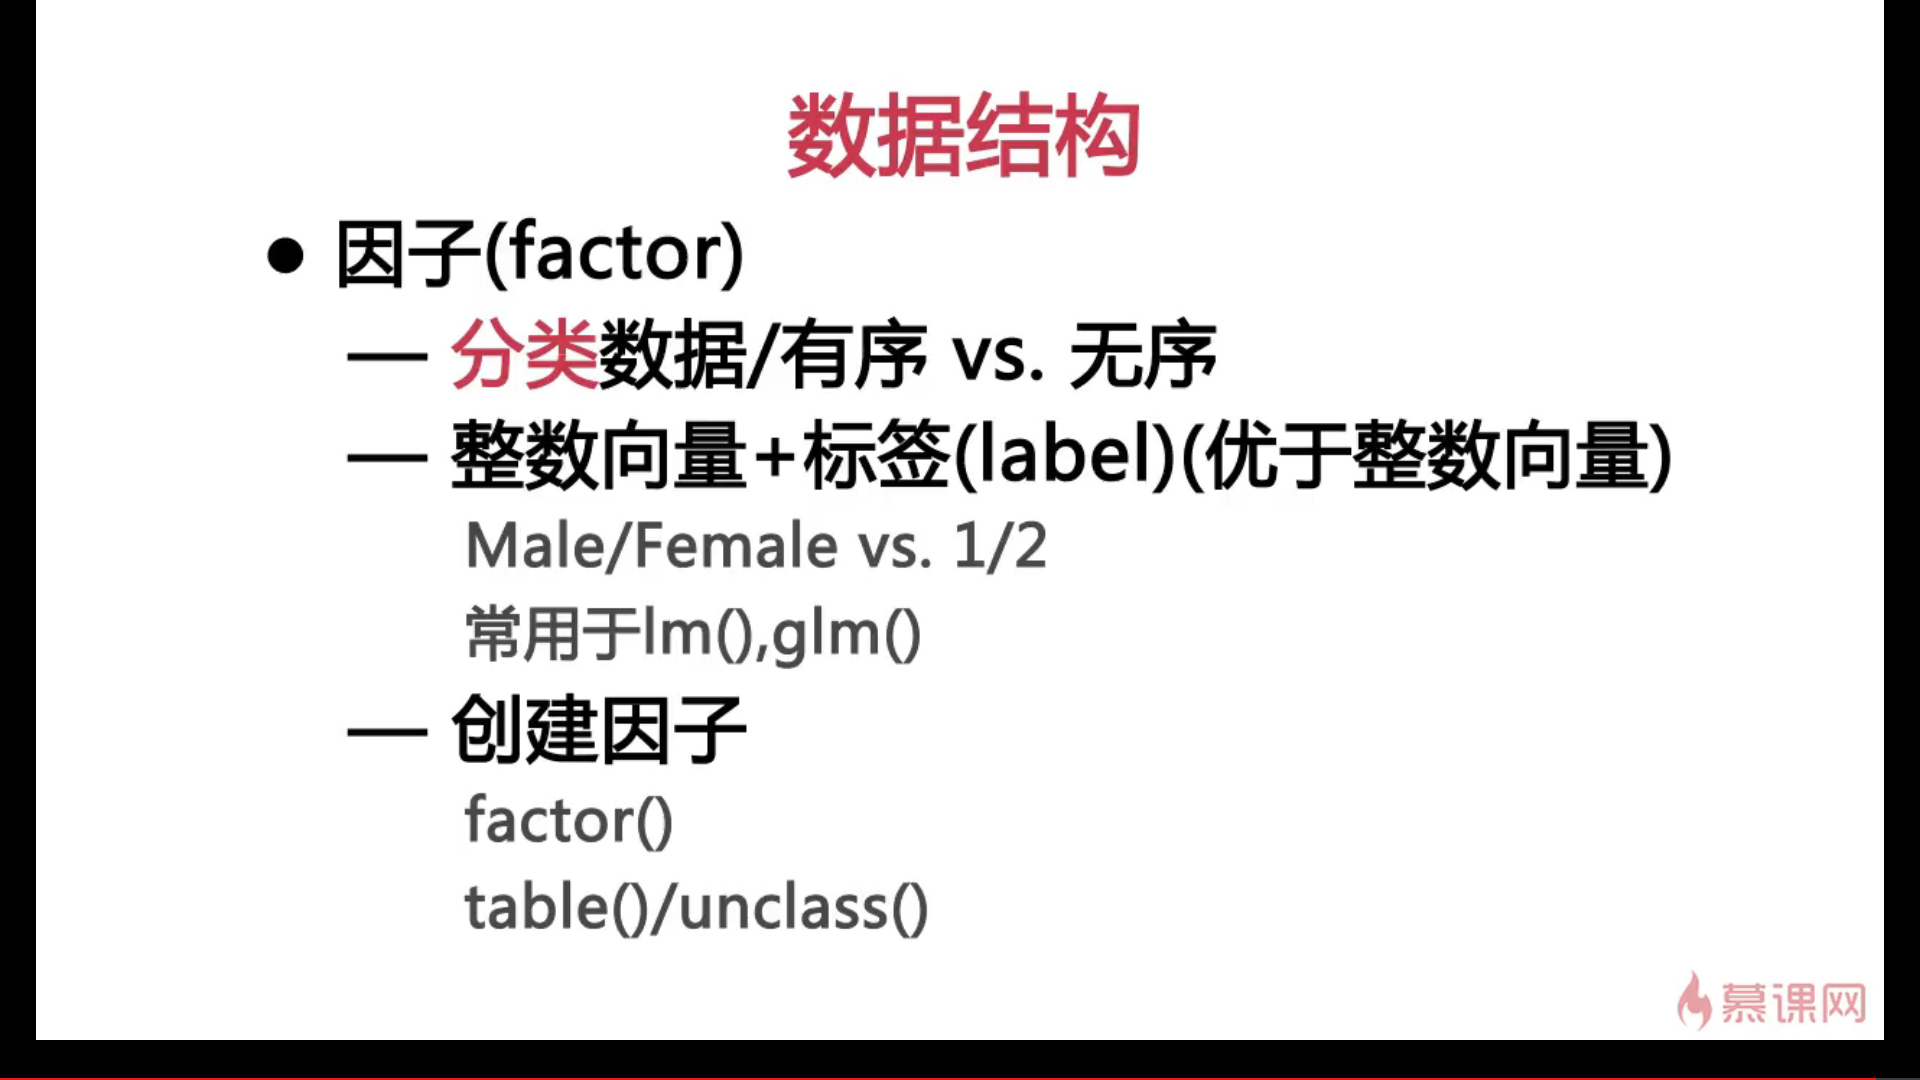 数据结构
● 因子(factor)
— 分类数据/有序 vs. 无序
— 整数向量+标签(label)(优于整数向量)
Male/Female vs. 1/2
常用于lm(),glm()
— 创建因子
factor()
table()/unclass()
慕课网